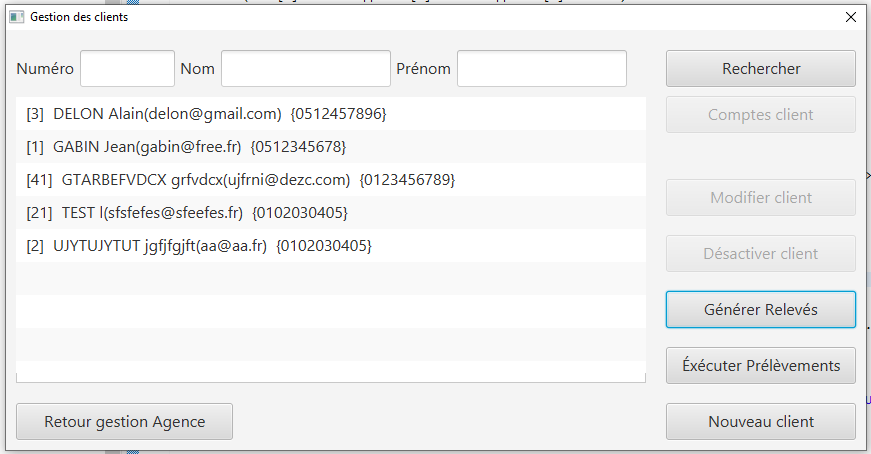 Gestion des clients
Numéro Nom Prénom Rechercher
[3] DELON Alain(delon@gmail.com) {0512457896}
Comptes client
[1] GABIN Jean(gabin@free.fr) {0512345678}
[41] GTARBEFVDCX grfvdcx(ujfrni@dezc.com) {0123456789}
Modifier client
[21] TEST l(sfsfefes@sfeefes.fr) {0102030405}
[2] UJYTUJYTUT jgfjfgjft(aa@aa.fr) {0102030405}
Désactiver client
Générer Relevés
Éxécuter Prélèvements
Retour gestion Agence
Nouveau client